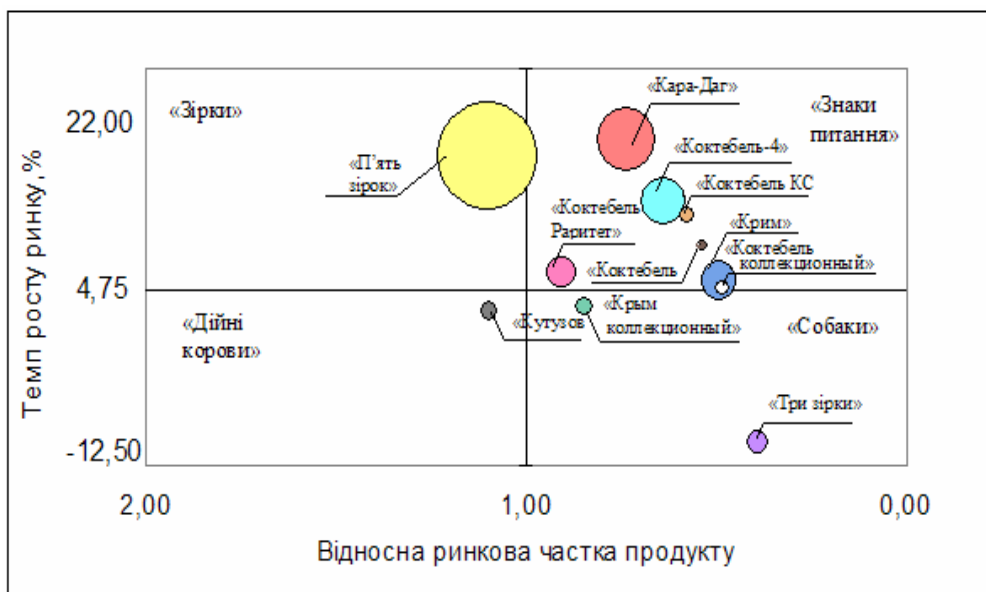 Темп росту ринку, %
22,00
4,75
-12,50
«Зірки»
«Знаки
питання»
«Кара-Даг»
«П’ять
зірок»
«Коктебель-4»
«Коктебель КС
«Коктебель
Раритет»
«Крим»
«Коктебель
коллекционный»
«Коктебель
«Дійні
корови»
«Кутузов
«Крым
коллекционный»
«Собаки»
«Три зірки»
2,00
1,00
0,00
Відносна ринкова частка продукту